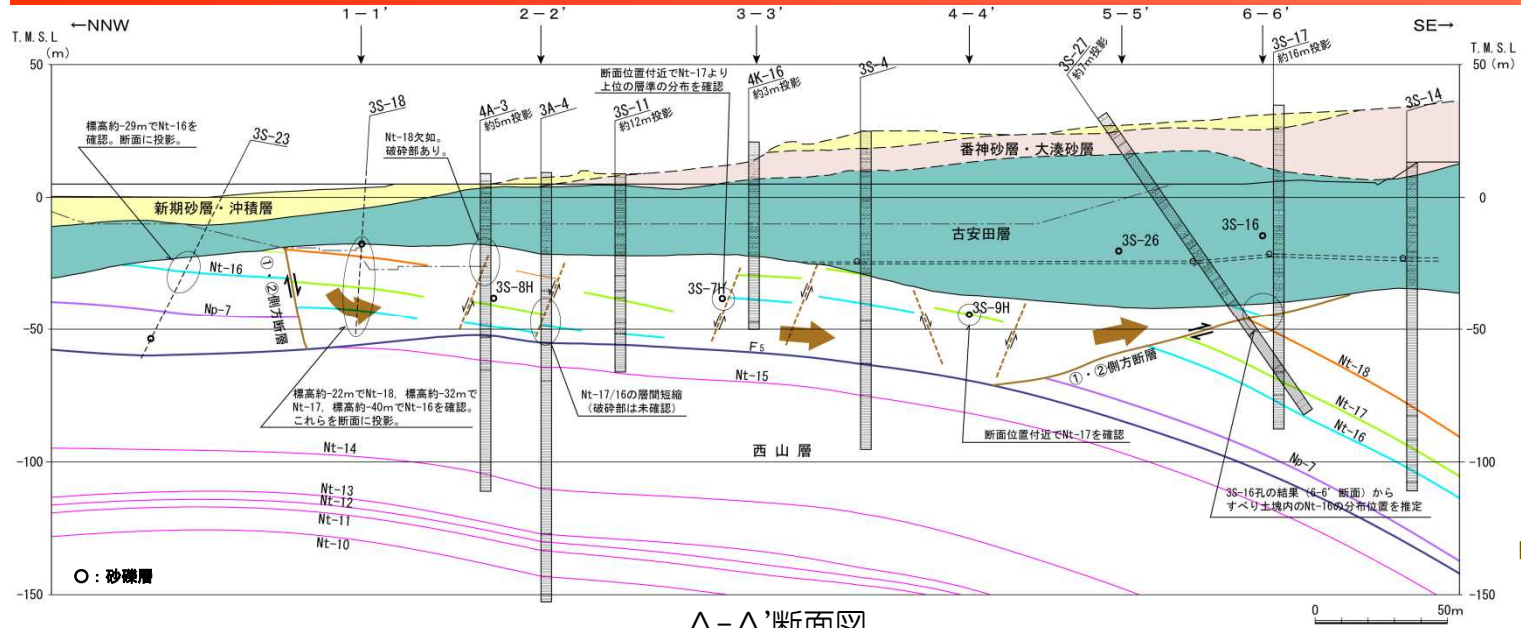 ←NNW
1-1'
2-2'
3-3'
4-4'
5-5'
6-6'
SE→
T.M.S.L
(m)
T.M.S.L
50 (m)
50
0
-50
-100
-150
0
-50
-100
-150
3S-23
3S-18
4A-3
約5m投影
3A-4
3S-11
約12m投影
4K-16
約3m投影
3S-4
3S-27
約7m投影
3S-17
約16m投影
3S-14
標高約-29mでNt-16を
確認。断面に投影。
Nt-18欠如。
破砕部あり。
断面位置付近でNt-17より
上位の層準の分布を確認
番神砂層・大湊砂層
新期砂層・沖積層
古安田層
3S-26
3S-16
Nt-16
Np-7
①・②側方断層
3S-8H
3S-7H
3S-9H
F5
①・②側方断層
Nt-15
Nt-18
Nt-17
Nt-16
Np-7
標高約-22mでNt-18, 標高約-32mで
Nt-17, 標高約-40mでNt-16を確認。
これらを断面に投影。
Nt-17/16の層間短縮
(破砕部は未確認)
断面位置付近でNt-17を確認
西山層
Nt-14
Nt-13
Nt-12
Nt-11
Nt-10
3S-16孔の結果（6-6'断面）から
すべり土塊内のNt-16の分布位置を推定
○：砂礫層
A-A'断面図
0
50m